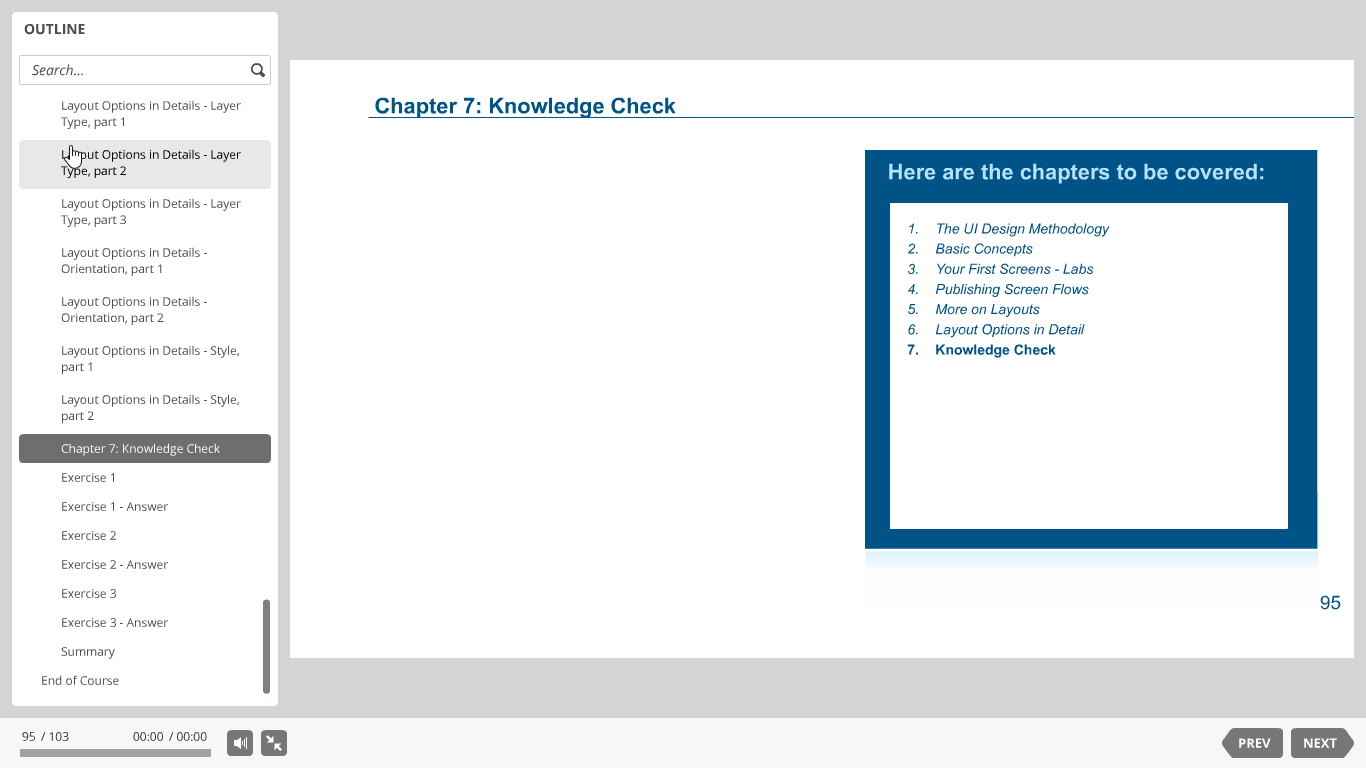 OUTLINE
Search...
Layout Options in Details - Layer
Type, part 1
Layout Options in Details - Layer
Type, part 2
Layout Options in Details - Layer
Type, part 3
Layout Options in Details -
Orientation, part 1
Layout Options in Details -
Orientation, part 2
Layout Options in Details - Style,
part 1
Layout Options in Details - Style,
part 2
Chapter 7: Knowledge Check
Exercise 1
Exercise 1 - Answer
Exercise 2
Exercise 2 - Answer
Exercise 3
Exercise 3 - Answer
Summary
End of Course
Chapter 7: Knowledge Check
Here are the chapters to be covered:
1. The UI Design Methodology
2. Basic Concepts
3. Your First Screens - Labs
4. Publishing Screen Flows
5. More on Layouts
6. Layout Options in Detail
7. Knowledge Check
95
95 / 103
00:00 / 00:00
PREV
NEXT